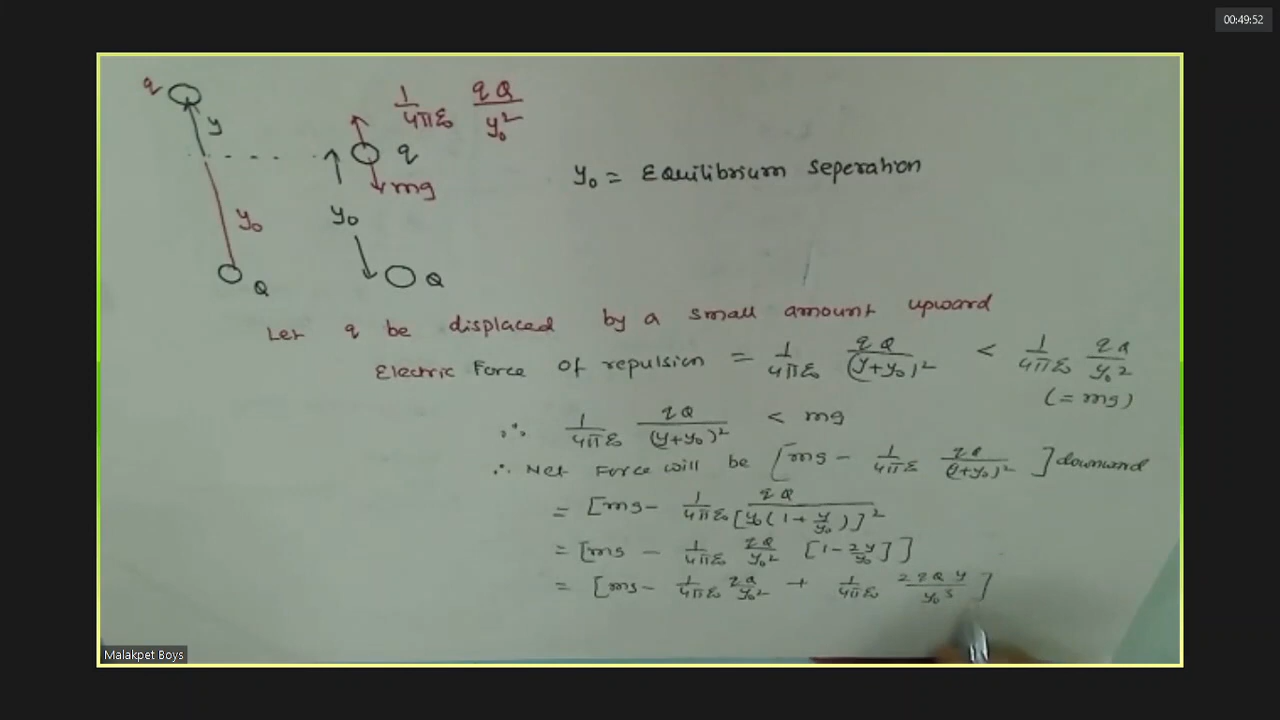 00:49:52
q
y
y₀
Q
1/4πε₀ qQ/y₀²
q
mg
y₀
Q
y₀ = Equilibrium seperation
Let q be displaced by a small amount upward
Electric Force of repulsion = 1/4πε₀ qQ/(y+y₀)² < 1/4πε₀ qQ/y₀²
(= mg)
∴ 1/4πε₀ qQ/(y+y₀)² < mg
∴ Net Force will be [mg - 1/4πε₀ qQ/(y+y₀)²] downward
= [mg - 1/4πε₀ qQ/[y₀(1+y/y₀)]²
= [mg - 1/4πε₀ qQ/y₀² [1-2y/y₀]]
= [mg - 1/4πε₀ qQ/y₀² + 1/4πε₀ 2qQy/y₀³]
Malakpet Boys